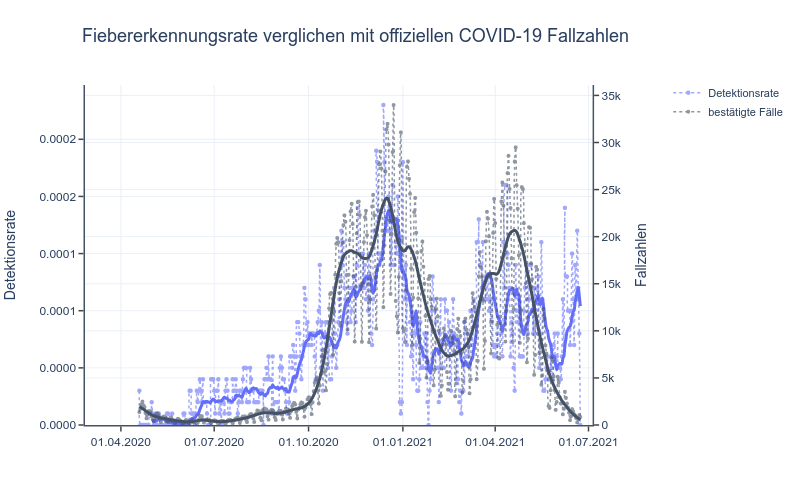 Fiebererkennungsrate verglichen mit offiziellen COVID-19 Fallzahlen
Detektionsrate
bestätigte Fälle
Detektionsrate
0.0002
0.0002
0.0001
0.0001
0.0000
0.0000
35k
30k
25k
20k
15k
10k
5k
0
Fallzahlen
01.04.2020
01.07.2020
01.10.2020
01.01.2021
01.04.2021
01.07.2021